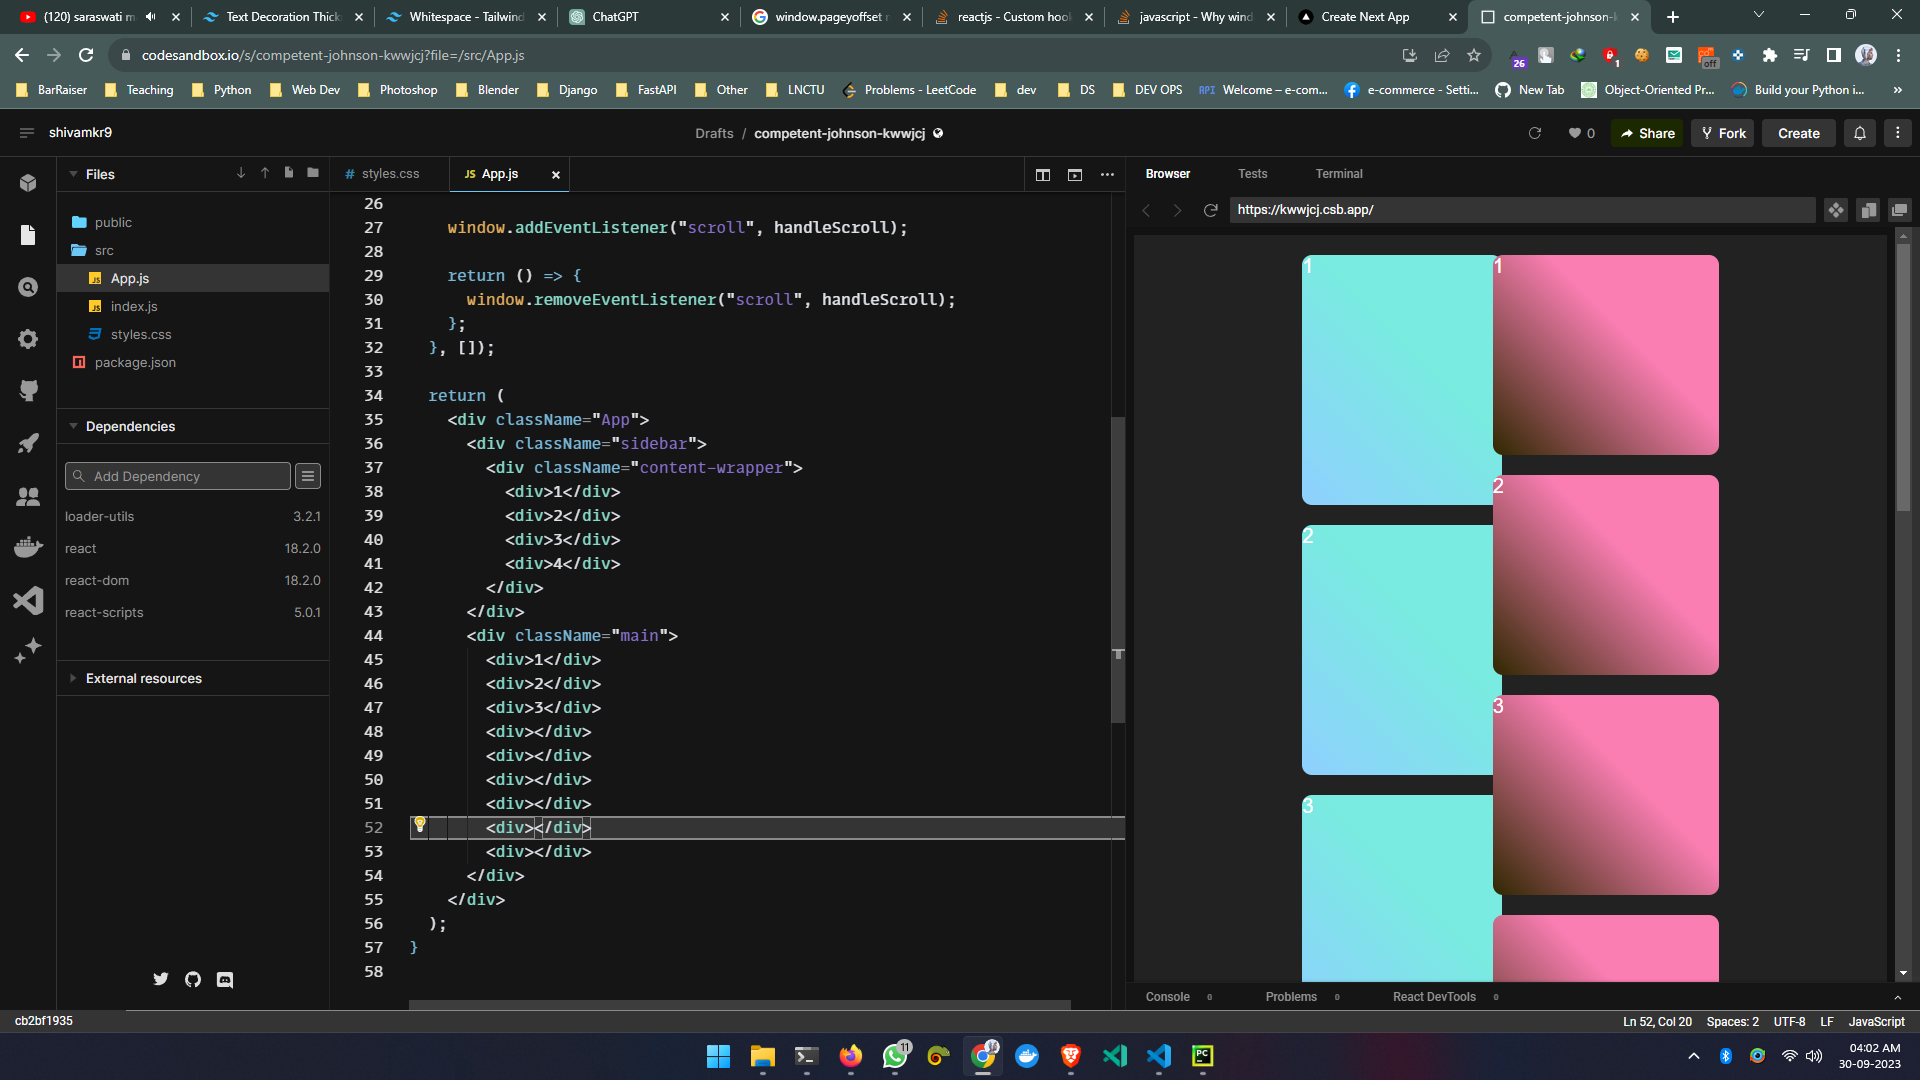 (120) saraswati m
Text Decoration Thick
Whitespace - Tailwind
ChatGPT
window.pageyoffset r
reactjs - Custom hook
javascript - Why wind
Create Next App
competent-johnson-k
codesandbox.io/s/competent-johnson-kwwjcj?file=/src/App.js
26
1
off
BarRaiser
Teaching
Python
Web Dev
Photoshop
Blender
Django
FastAPI
Other
LNCTU
Problems - LeetCode
dev
DS
DEV OPS
API Welcome – e-com...
e-commerce - Setti...
New Tab
Object-Oriented Pr...
Build your Python i...
»
shivamkr9
Drafts / competent-johnson-kwwjcj
0
Share
Fork
Create
Files
public
src
App.js
index.js
styles.css
package.json
Dependencies
Add Dependency
loader-utils 3.2.1
react 18.2.0
react-dom 18.2.0
react-scripts 5.0.1
External resources
# styles.css
JS App.js
26
27 window.addEventListener("scroll", handleScroll);
28
29 return () => {
30 window.removeEventListener("scroll", handleScroll);
31 };
32 }, []);
33
34 return (
35 <div className="App">
36 <div className="sidebar">
37 <div className="content-wrapper">
38 <div>1</div>
39 <div>2</div>
40 <div>3</div>
41 <div>4</div>
42 </div>
43 </div>
44 <div className="main">
45 <div>1</div>
46 <div>2</div>
47 <div>3</div>
48 <div></div>
49 <div></div>
50 <div></div>
51 <div></div>
52 <div></div>
53 <div></div>
54 </div>
55 </div>
56 );
57 }
58
Browser
Tests
Terminal
https://kwwjcj.csb.app/
1
1
2
2
3
3
Console 0
Problems 0
React DevTools 0
cb2bf1935
Ln 52, Col 20
Spaces: 2
UTF-8
LF
JavaScript
11
PC
04:02 AM
30-09-2023